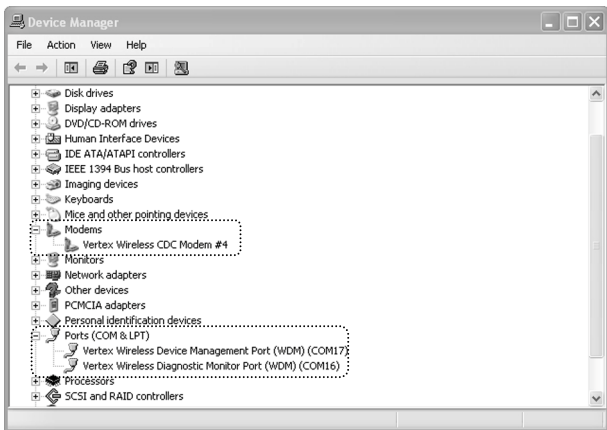 Device Manager
File Action View Help
Disk drives
Display adapters
DVD/CD-ROM drives
Human Interface Devices
IDE ATA/ATAPI controllers
IEEE 1394 Bus host controllers
Imaging devices
Keyboards
Mice and other pointing devices
Modems
Vertex Wireless CDC Modem #4
Monitors
Network adapters
Other devices
PCMCIA adapters
Personal identification devices
Ports (COM & LPT)
Vertex Wireless Device Management Port (WDM) (COM17)
Vertex Wireless Diagnostic Monitor Port (WDM) (COM16)
Processors
SCSI and RAID controllers